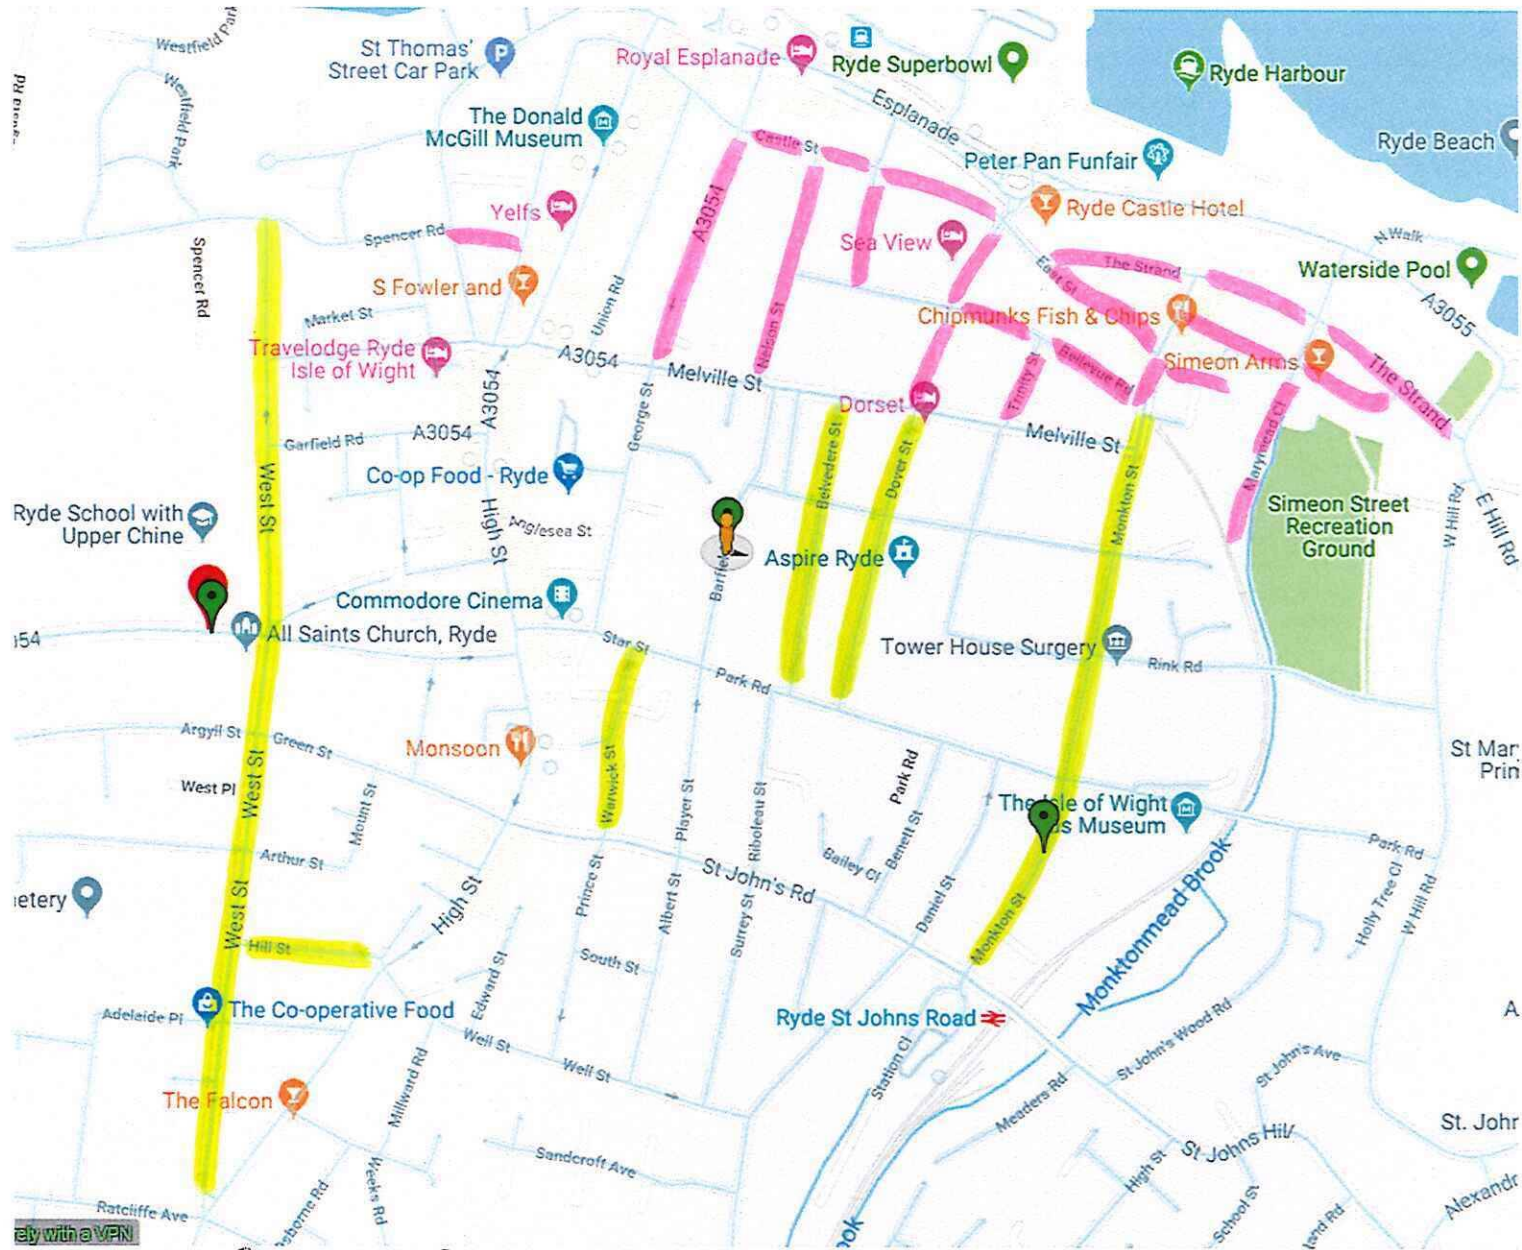 Westfield Park
Westfield Park
St Thomas'
Street Car Park
P
Royal Esplanade
Ryde Superbowl
Ryde Harbour
Esplanade
The Donald
McGill Museum
Castle St
Peter Pan Funfair
Ryde Beach
A3054
Yelfs
Ryde Castle Hotel
Spencer Rd
Spencer Rd
Sea View
N Walk
The Strand
Waterside Pool
East St
S Fowler and
Union Rd
A3055
Market St
Nelson St
Chipmunks Fish & Chips
Travelodge Ryde
Isle of Wight
A3054
A3054
Melville St
Trinity St
Bellevue Rd
Simeon Arms
The Strand
George St
Dorset
Garfield Rd
A3054
Melville St
Marymead Cl
Co-op Food - Ryde
Belvedere St
Dover St
Monkton St
West St
Ryde School with
Upper Chine
High St
Anglesea St
Simeon Street
Recreation
Ground
W Hill Rd
E Hill Rd
Aspire Ryde
Commodore Cinema
All Saints Church, Ryde
Star St
Tower House Surgery
Rink Rd
Park Rd
Argyll St
Green St
Monsoon
West St
West Pl
Mount St
Warwick St
Player St
Riboleau St
Park Rd
Benett St
The Isle of Wight
Museum
Arthur St
Bailey Cl
Park Rd
St John's Rd
Holly Tree Cl
W Hill Rd
High St
Prince St
Albert St
Surrey St
Daniel St
Monkton St
Monktonmead Brook
West St
Hill St
South St
Edward St
Adelaide Pl
The Co-operative Food
Ryde St Johns Road
Well St
Well St
Station Cl
St John's Wood Rd
St John's Ave
Millward Rd
Meaders Rd
The Falcon
St Johns Hill
Sandcroft Ave
High St
School St
Weeks Rd
Ratcliffe Ave
with a VPN